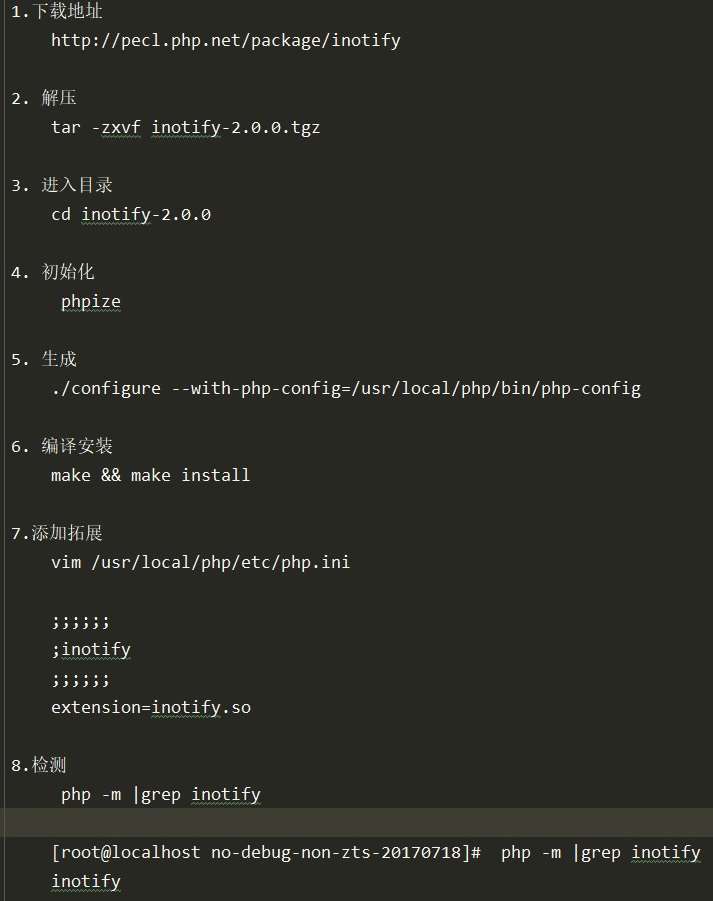 1.下载地址
http://pecl.php.net/package/inotify
2. 解压
tar -zxvf inotify-2.0.0.tgz
3. 进入目录
cd inotify-2.0.0
4. 初始化
phpize
5. 生成
./configure --with-php-config=/usr/local/php/bin/php-config
6. 编译安装
make && make install
7.添加拓展
vim /usr/local/php/etc/php.ini
;;;;;;
;inotify
;;;;;;
extension=inotify.so
8.检测
php -m |grep inotify
[root@localhost no-debug-non-zts-20170718]#  php -m |grep inotify
inotify